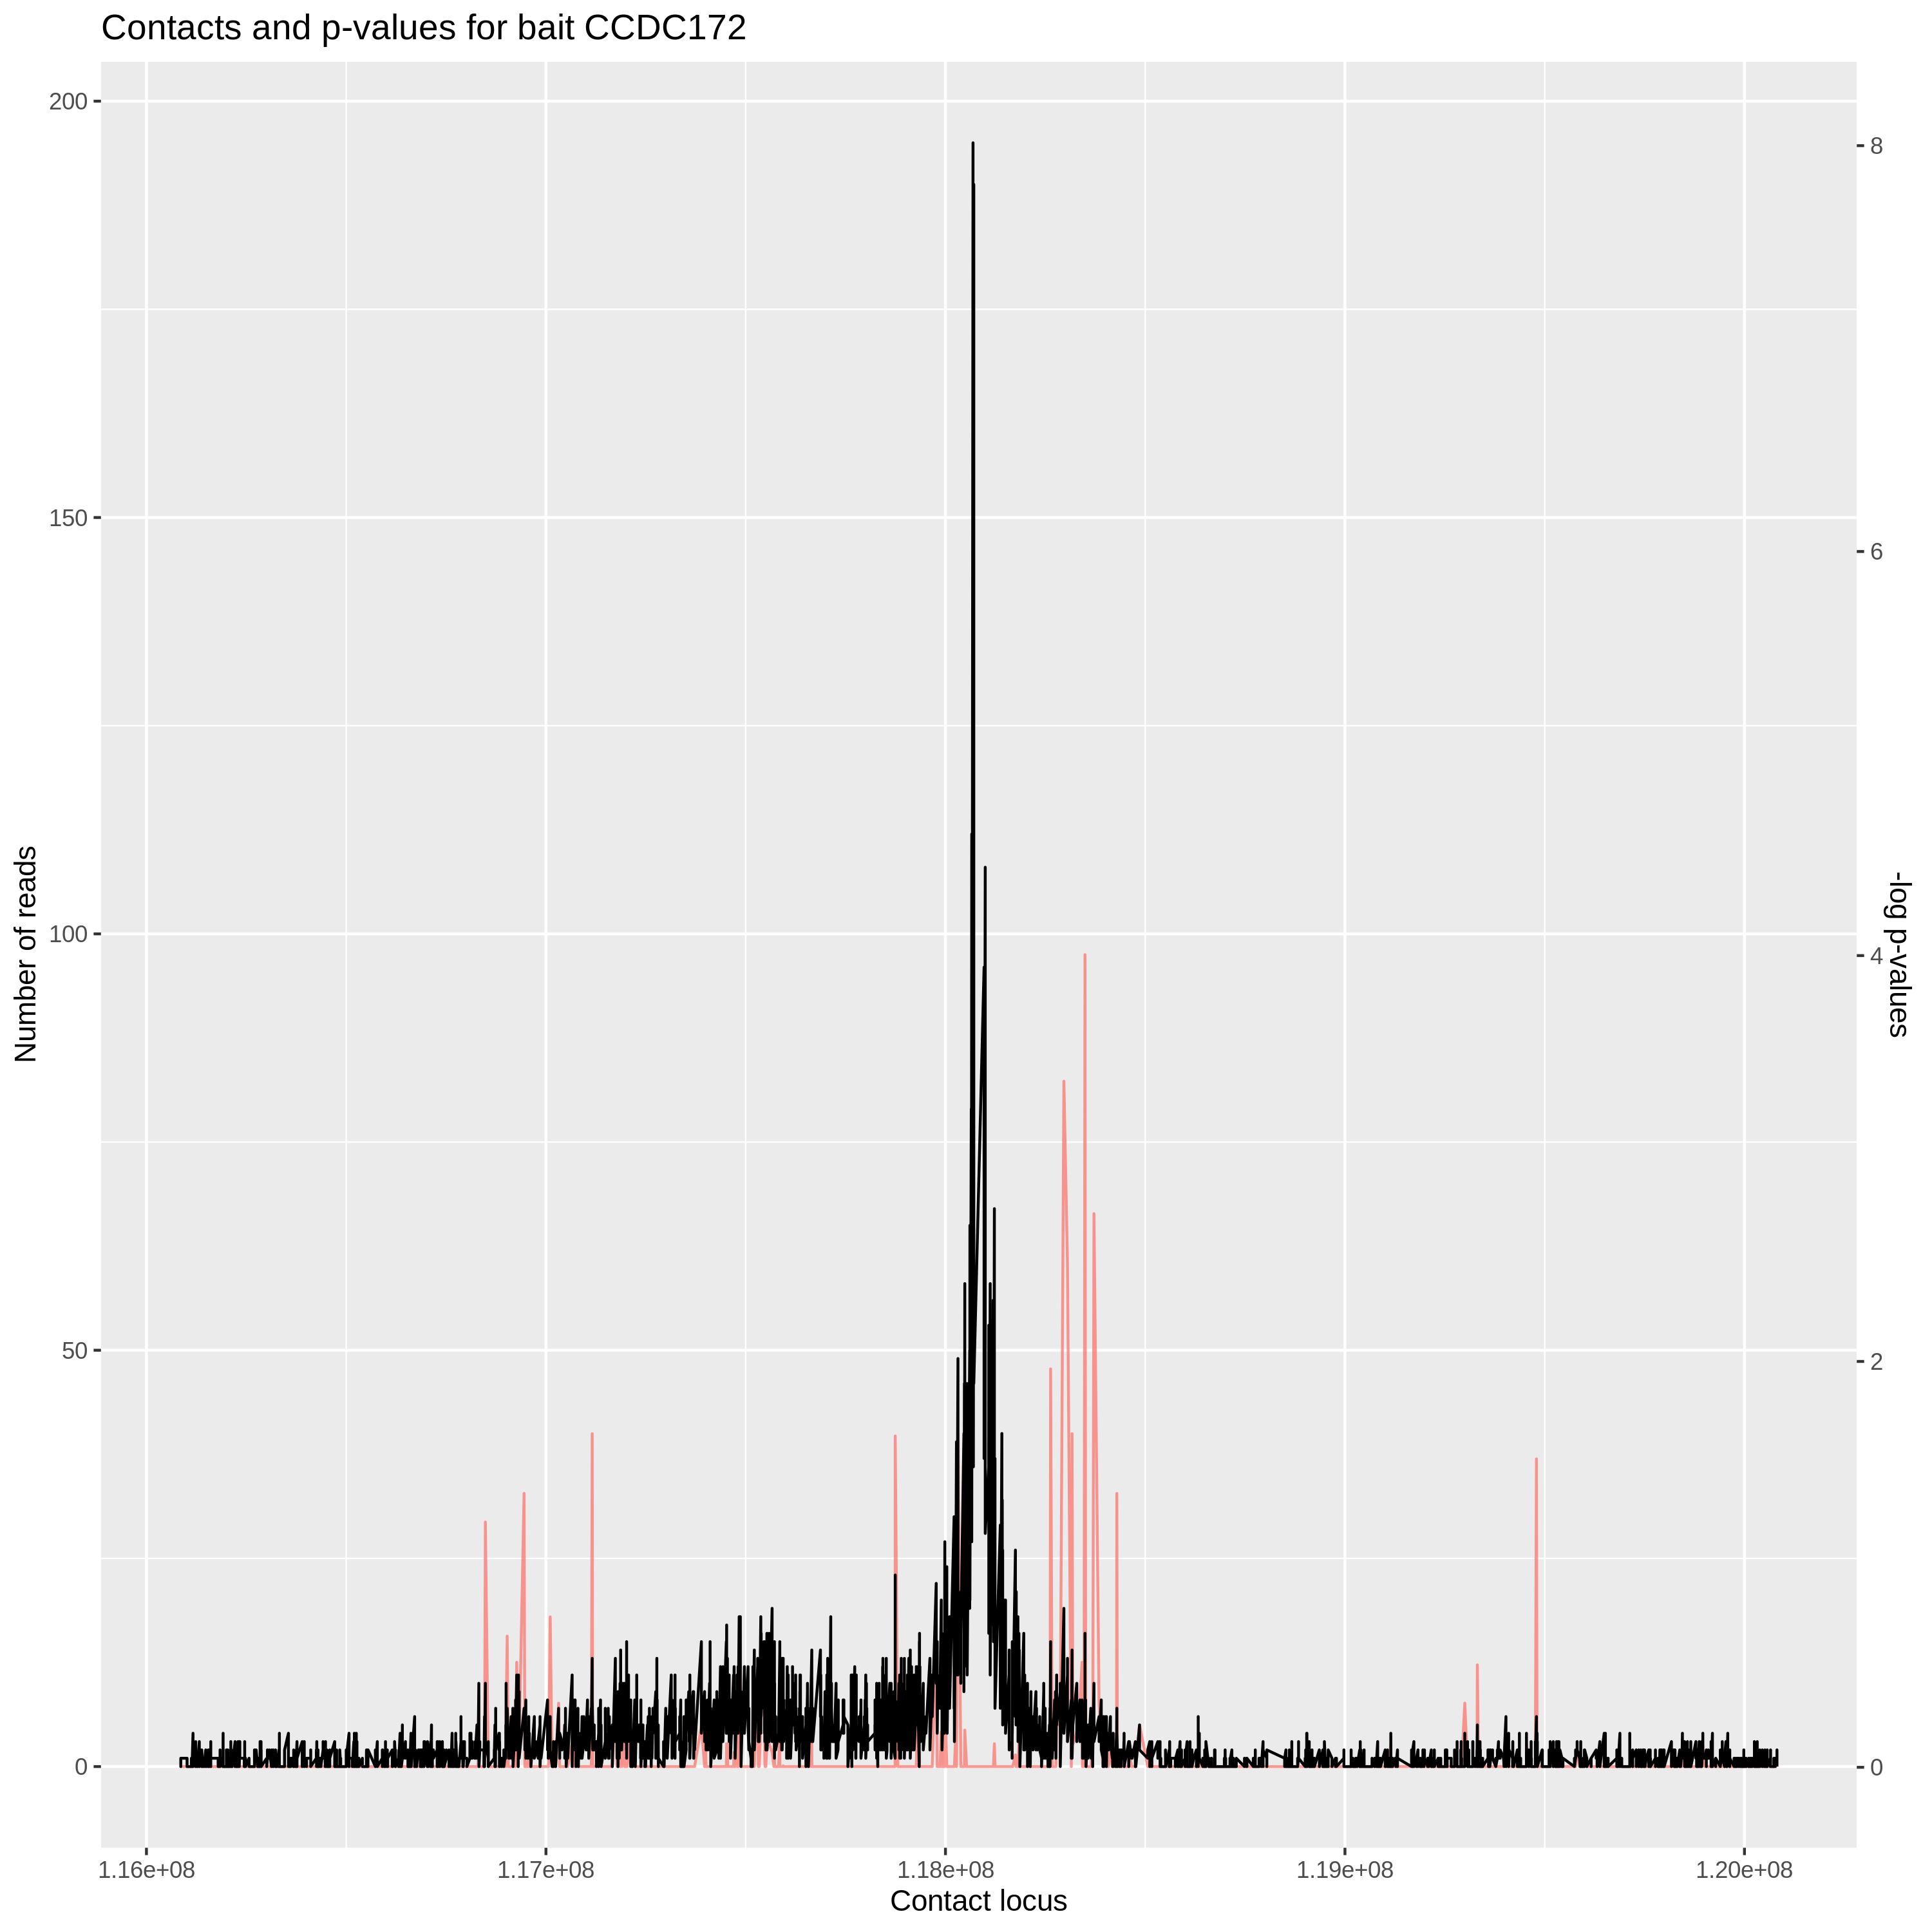 Contacts and p-values for bait CCDC172
200
150
100
50
0
Number of reads
8
6
4
2
0
-log p-values
1.16e+08
1.17e+08
1.18e+08
1.19e+08
1.20e+08
Contact locus